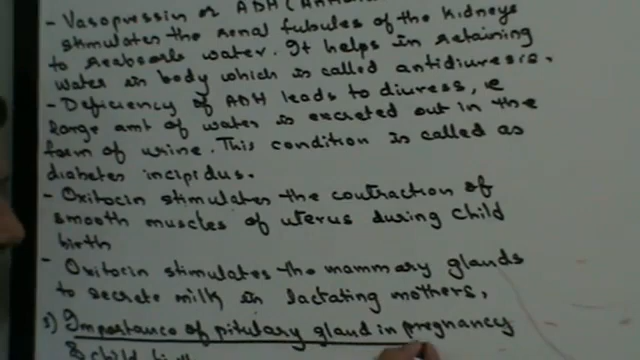 - Vasopressin or ADH (
stimulates the renal tubules of the kidneys
to reabsorb water. It helps in retaining
water in body which is called antidiuresis.
- Deficiency of ADH leads to diuress, e
large amt of water is excreted out in the
form of urine. This condition is called as
diabetes incipidus.
- Oxitocin stimulates the contraction of
smooth muscles of uterus during child
birth
- Oxitocin stimulates the mammary glands
to secrete milk in lactating mothers,
5) Importance of pitulary gland in pregnancy
& child